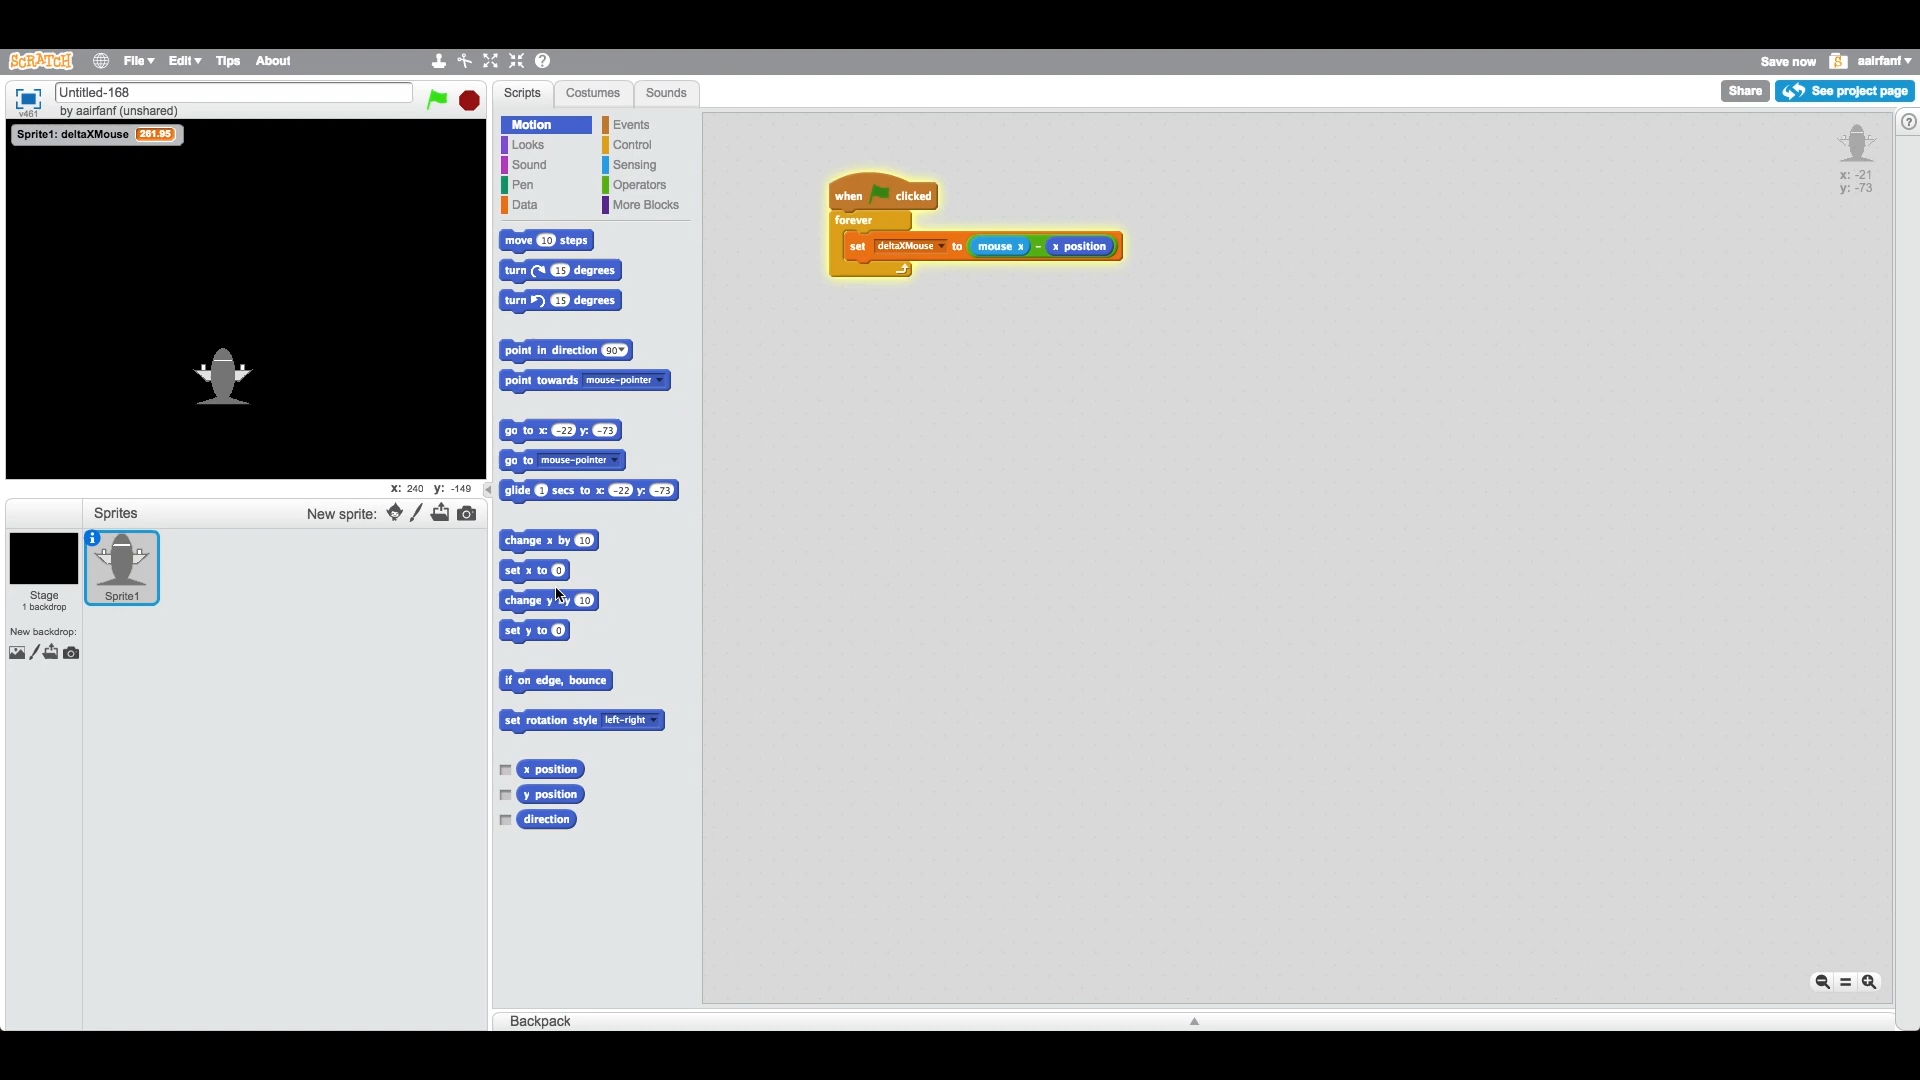 SCRATCH File Edit Tips About ? Save now S aairfanf
v461 Untitled-168
by aairfanf (unshared)
Scripts Costumes Sounds Share See project page
?
Sprite1: deltaXMouse 261.95
Motion Events
Looks Control
Sound Sensing
Pen Operators
Data More Blocks
move 10 steps
turn 15 degrees
turn 15 degrees
point in direction 90
point towards mouse-pointer
go to x: -22 y: -73
go to mouse-pointer
glide 1 secs to x: -22 y: -73
change x by 10
set x to 0
change y by 10
set y to 0
if on edge, bounce
set rotation style left-right
x position
y position
direction
when clicked
forever
set deltaXMouse to mouse x - x position
x: -21
y: -73
x: 240 y: -149
Sprites New sprite:
i
Sprite1
Stage
1 backdrop
New backdrop:
Backpack